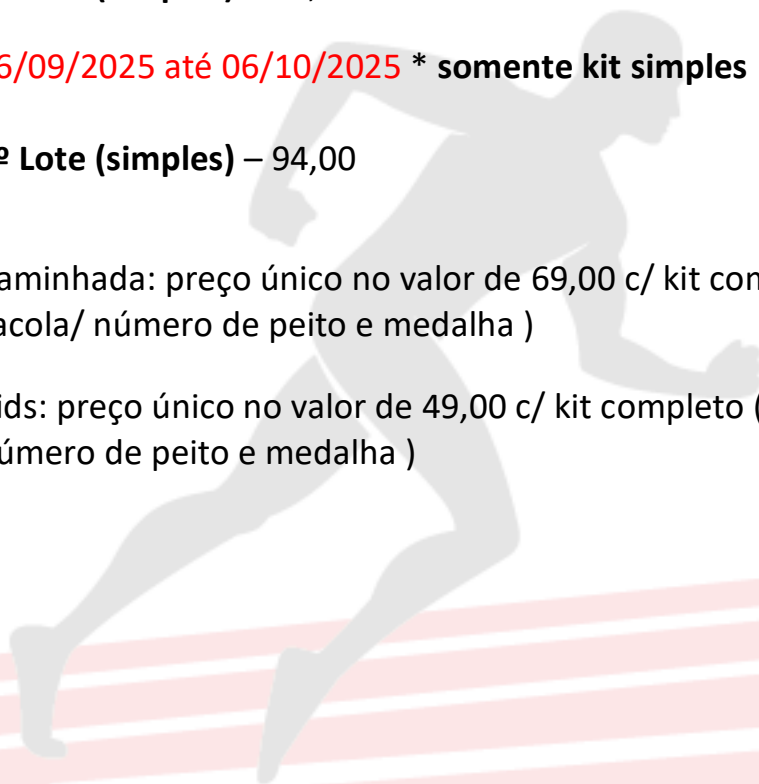 6/09/2025 até 06/10/2025 * somente kit simples
º Lote (simples) – 94,00
aminhada: preço único no valor de 69,00 c/ kit com
acola/ número de peito e medalha )
ids: preço único no valor de 49,00 c/ kit completo (
úmero de peito e medalha )